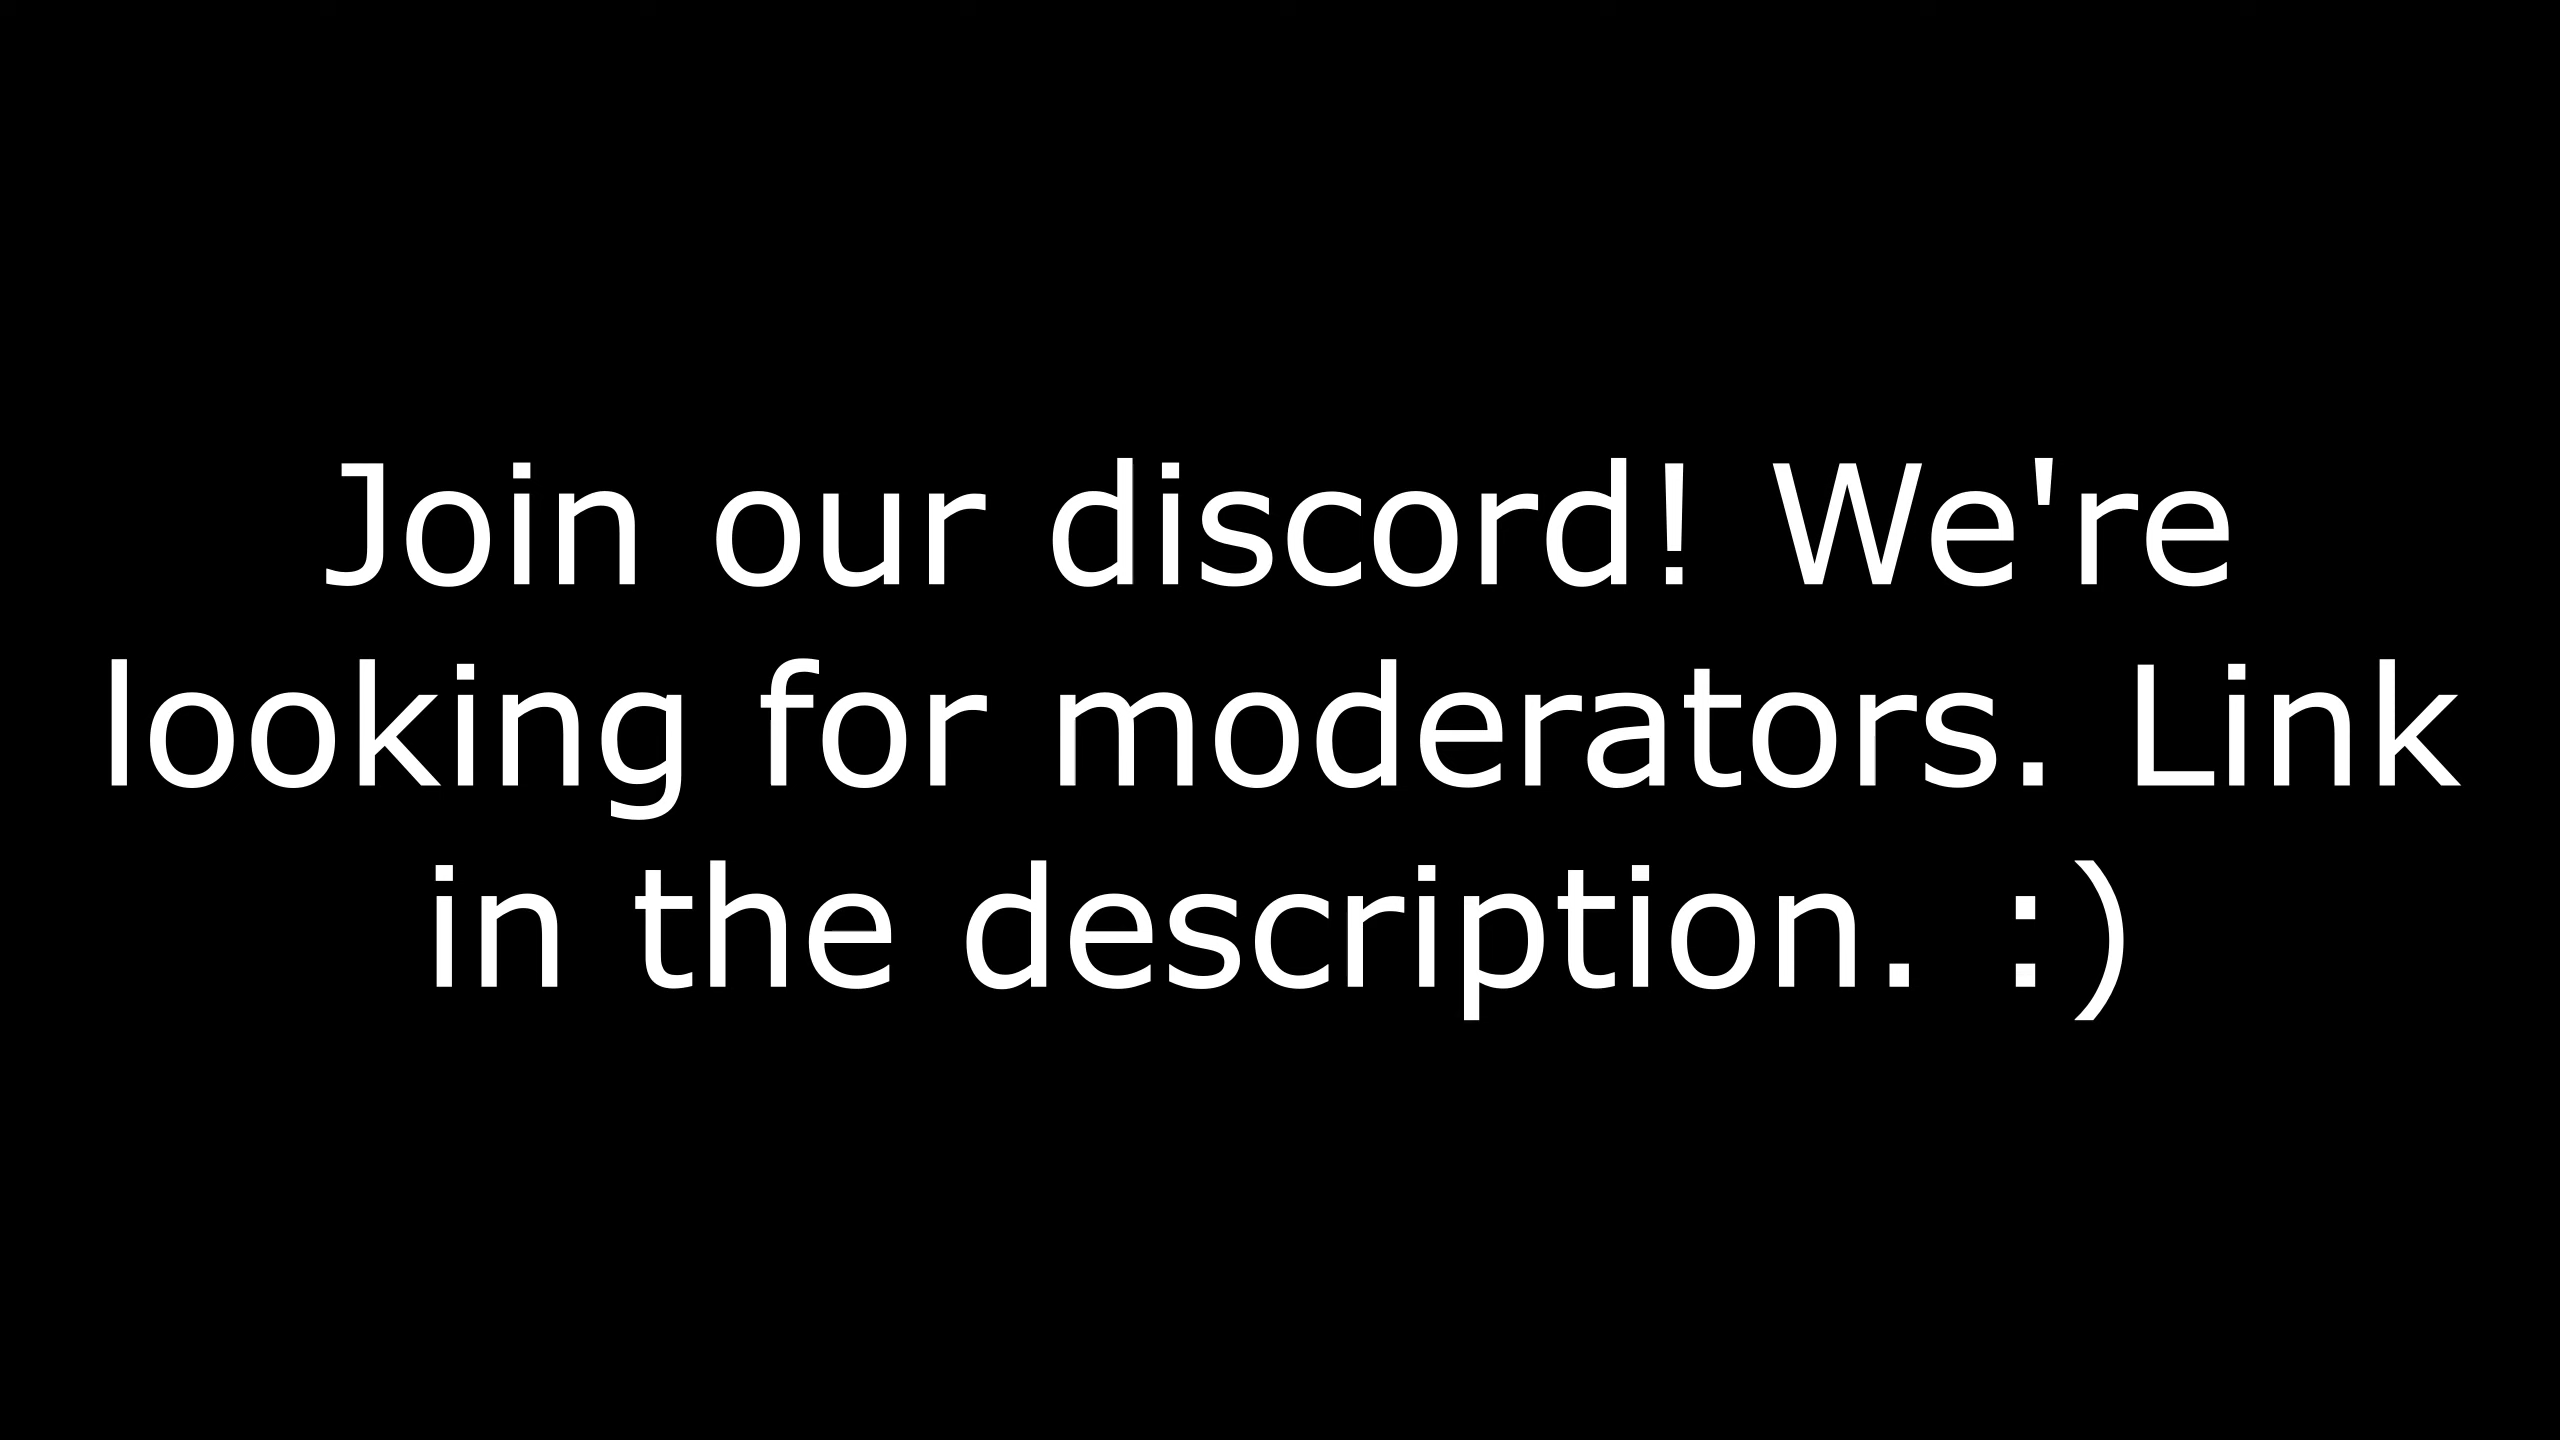 Join our discord! We're
looking for moderators. Link
in the description. :)